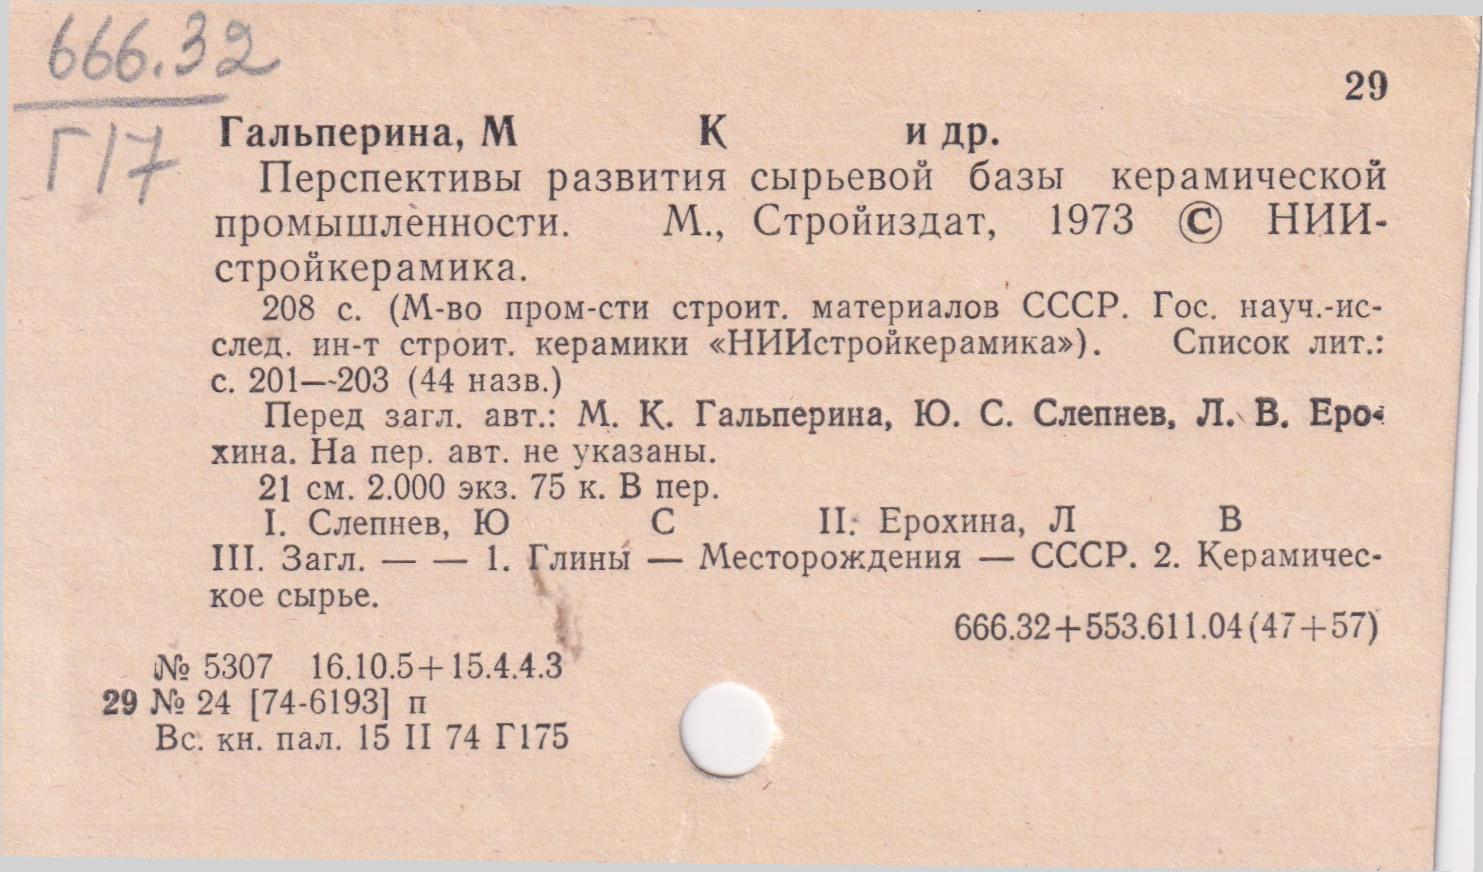 666.32
Г17
29
Гальперина, М К и др.
Перспективы развития сырьевой базы керамической
промышленности. М., Стройиздат, 1973 © НИИ-
стройкерамика.
208 с. (М-во пром-сти строит. материалов СССР. Гос. науч.-ис-
след. ин-т строит. керамики «НИИстройкерамика»). Список лит.:
с. 201—203 (44 назв.)
Перед загл. авт.: М. К. Гальперина, Ю. С. Слепнев, Л. В. Еро-
хина. На пер. авт. не указаны.
21 см. 2.000 экз. 75 к. В пер.
I. Слепнев, Ю С II. Ерохина, Л В
III. Загл. — — 1. Глины — Месторождения — СССР. 2. Керамичес-
кое сырье.
666.32+553.611.04(47+57)
№ 5307 16.10.5+15.4.4.3
29 № 24 [74-6193] п
Вс. кн. пал. 15 II 74 Г175